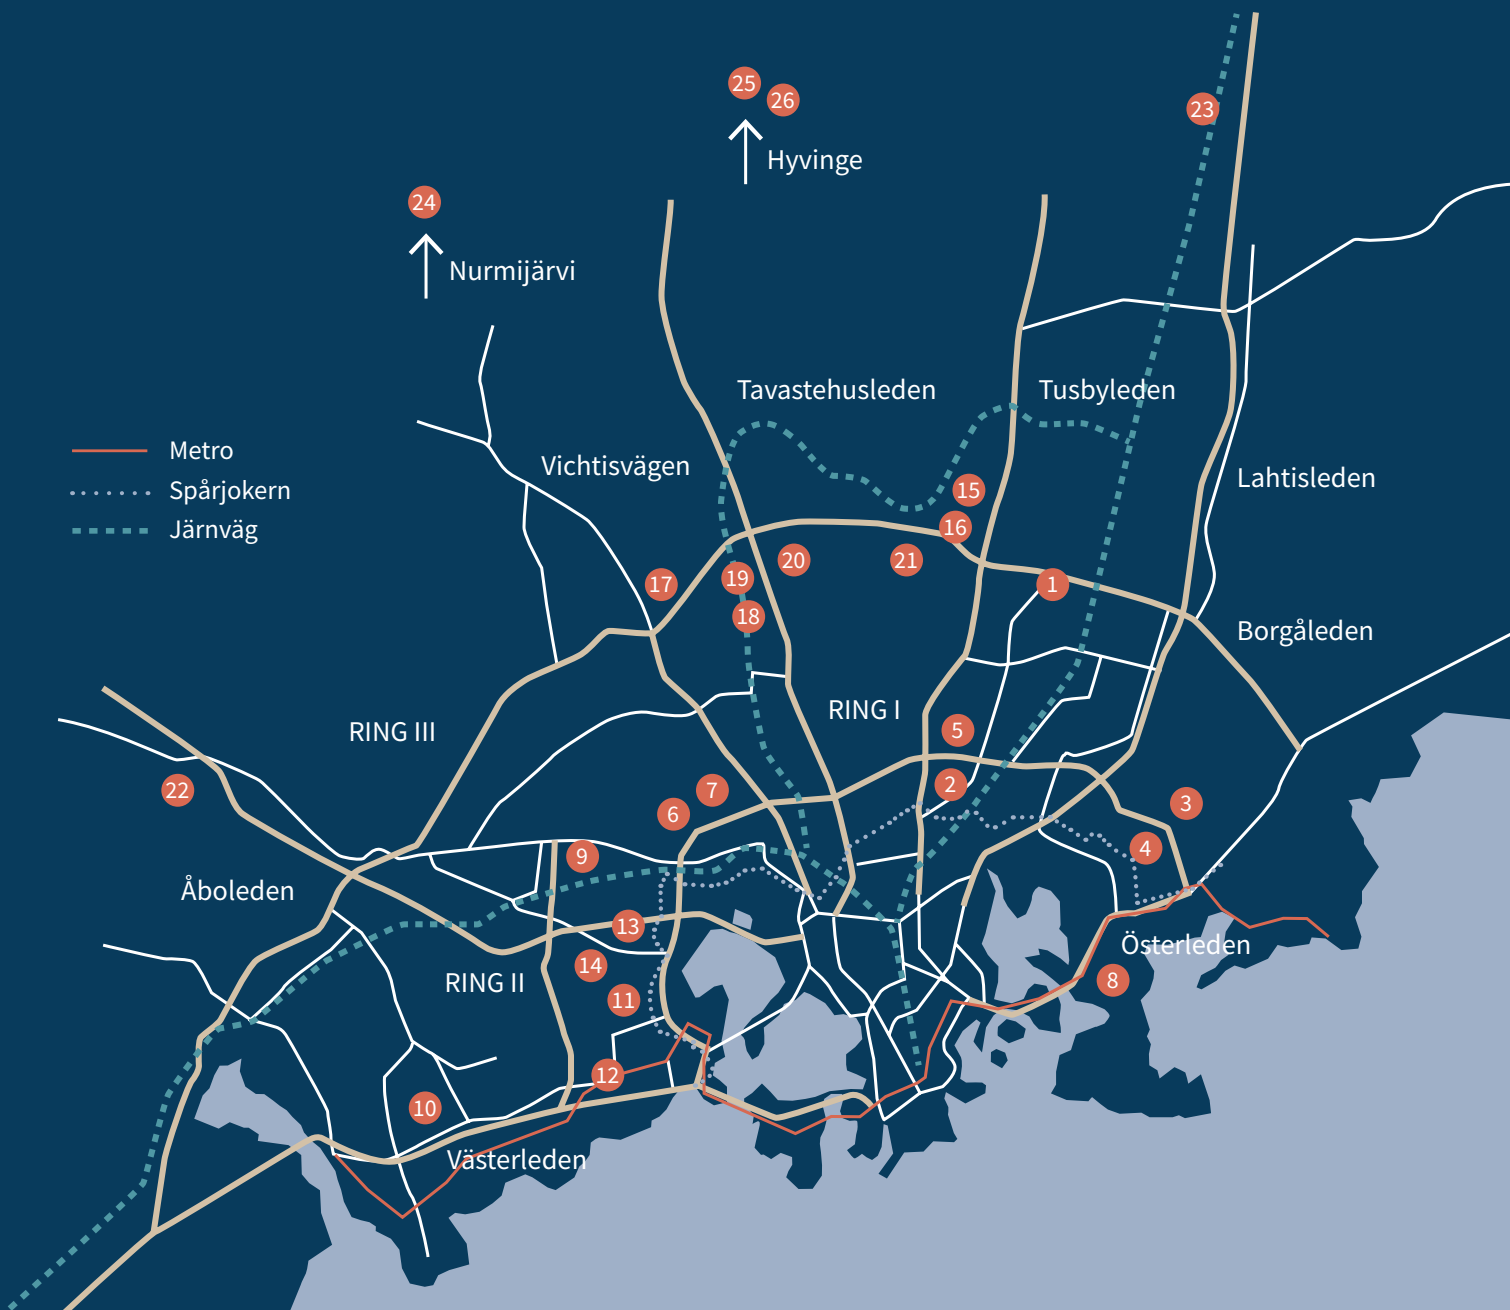 25
26
23
Hyvinge
24
Nurmijärvi
Tavastehusleden
Tusbyleden
Metro
Spårjokern
Järnväg
Vichtisvägen
15
Lahtisleden
16
17
19
20
21
1
18
Borgåleden
RING III
RING I
5
22
6
7
2
3
9
4
Åboleden
13
Österleden
RING II
14
11
8
12
10
Västerleden